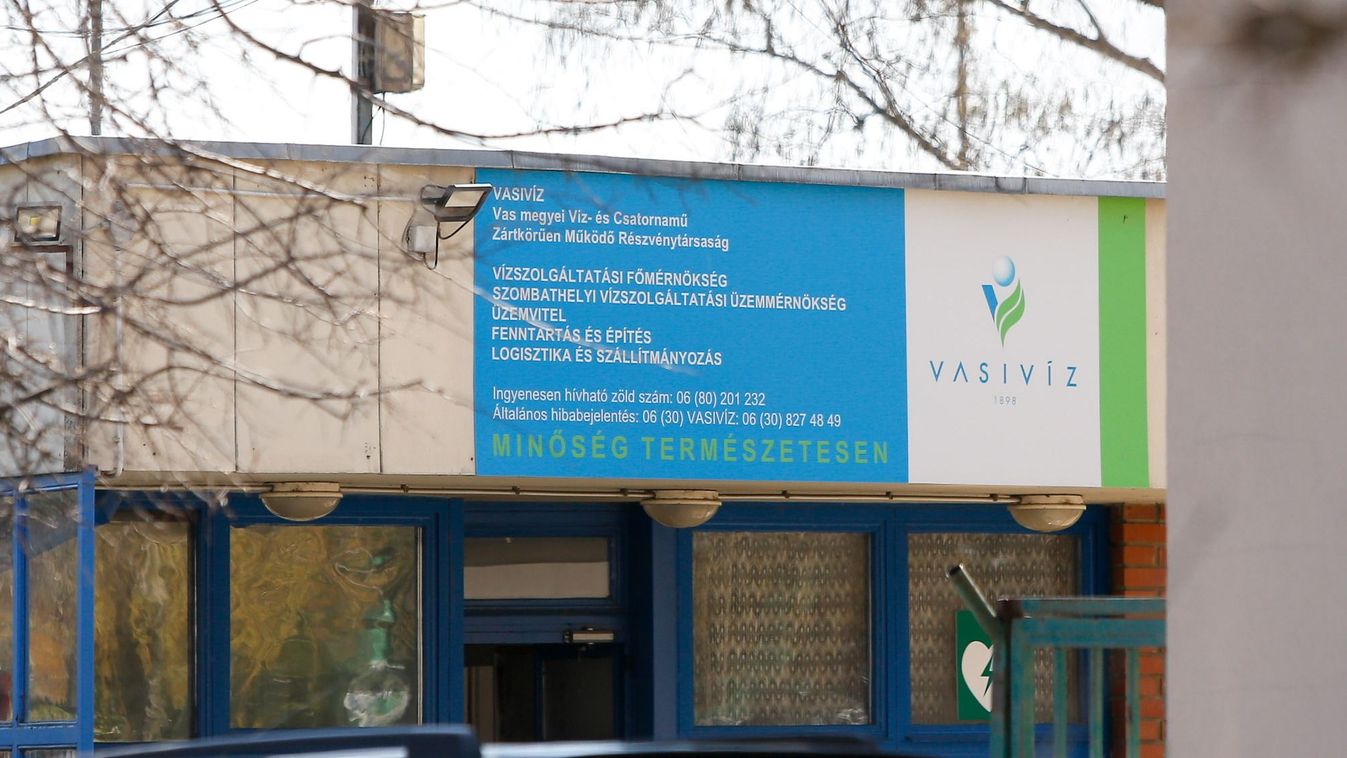 VASIVÍZ
Vas megyei Víz- és Csatornamű
Zártkörűen Működő Részvénytársaság
VÍZSZOLGÁLTATÁSI FŐMÉRNÖKSÉG
SZOMBATHELYI VÍZSZOLGÁLTATÁSI ÜZEMMÉRNÖKSÉG
ÜZEMVITEL
FENNTARTÁS ÉS ÉPÍTÉS
LOGISZTIKA ÉS SZÁLLÍTMÁNYOZÁS
Ingyenesen hívható zöld szám: 06 (80) 201 232
Általános hibabejelentés: 06 (30) VASIVÍZ: 06 (30) 827 48 49
MINŐSÉG TERMÉSZETESEN
VASIVÍZ
1898